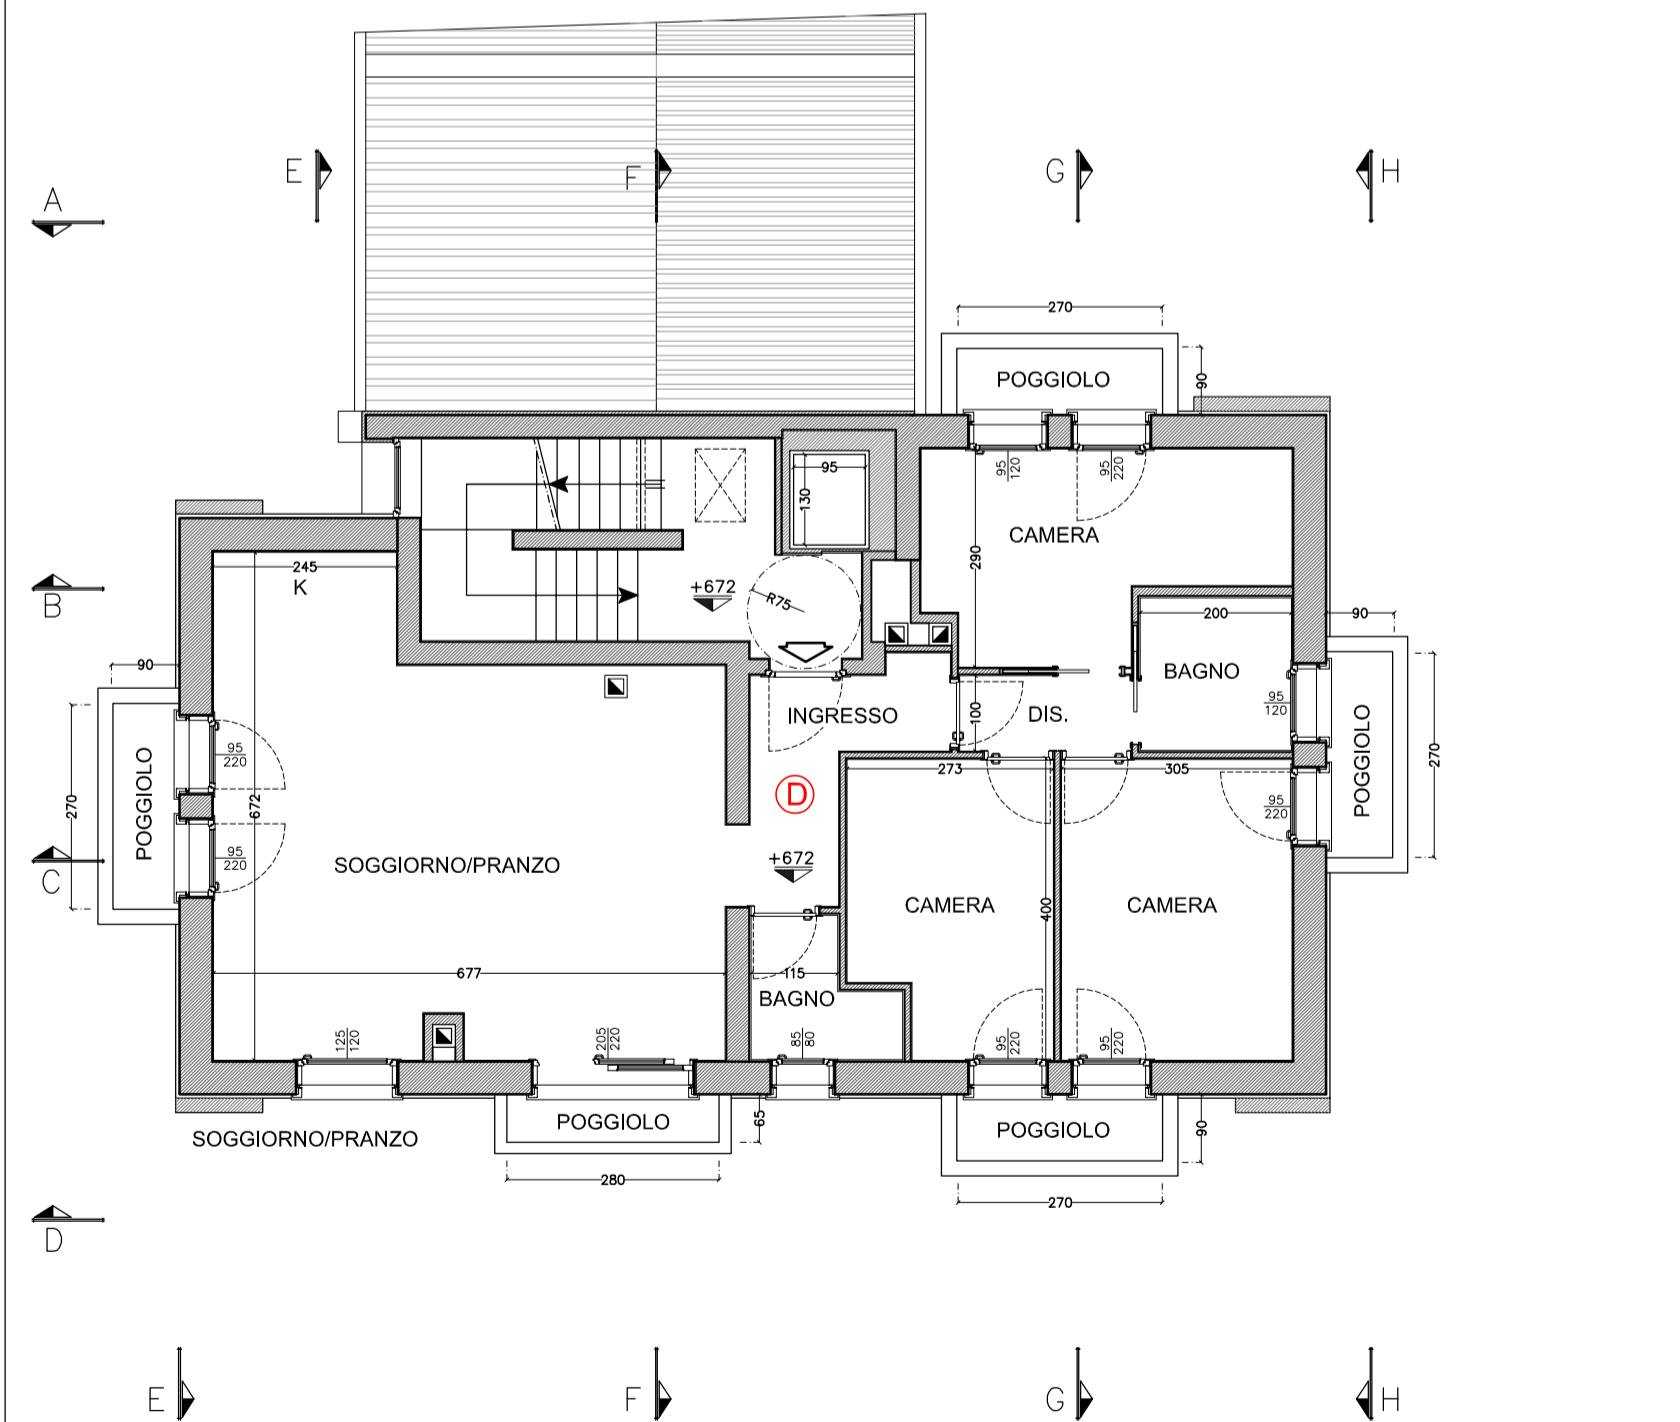 E
F
G
H
A
270
POGGIOLO
90
95
120
95
220
95
130
CAMERA
290
245
K
B
+672
R75
200
90
BAGNO
90
INGRESSO
100
DIS.
95
120
POGGIOLO
270
95
220
POGGIOLO
270
672
273
305
D
95
220
95
220
+672
C
SOGGIORNO/PRANZO
CAMERA
400
CAMERA
677
115
BAGNO
125
120
205
220
85
80
95
220
95
220
POGGIOLO
65
POGGIOLO
90
SOGGIORNO/PRANZO
280
270
D
E
F
G
H